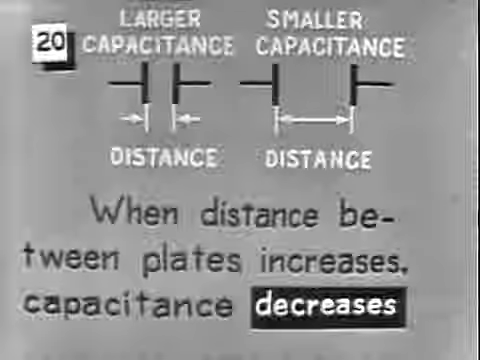 20
LARGER SMALLER
CAPACITANCE CAPACITANCE
DISTANCE DISTANCE
When distance be-
tween plates increases,
capacitance decreases